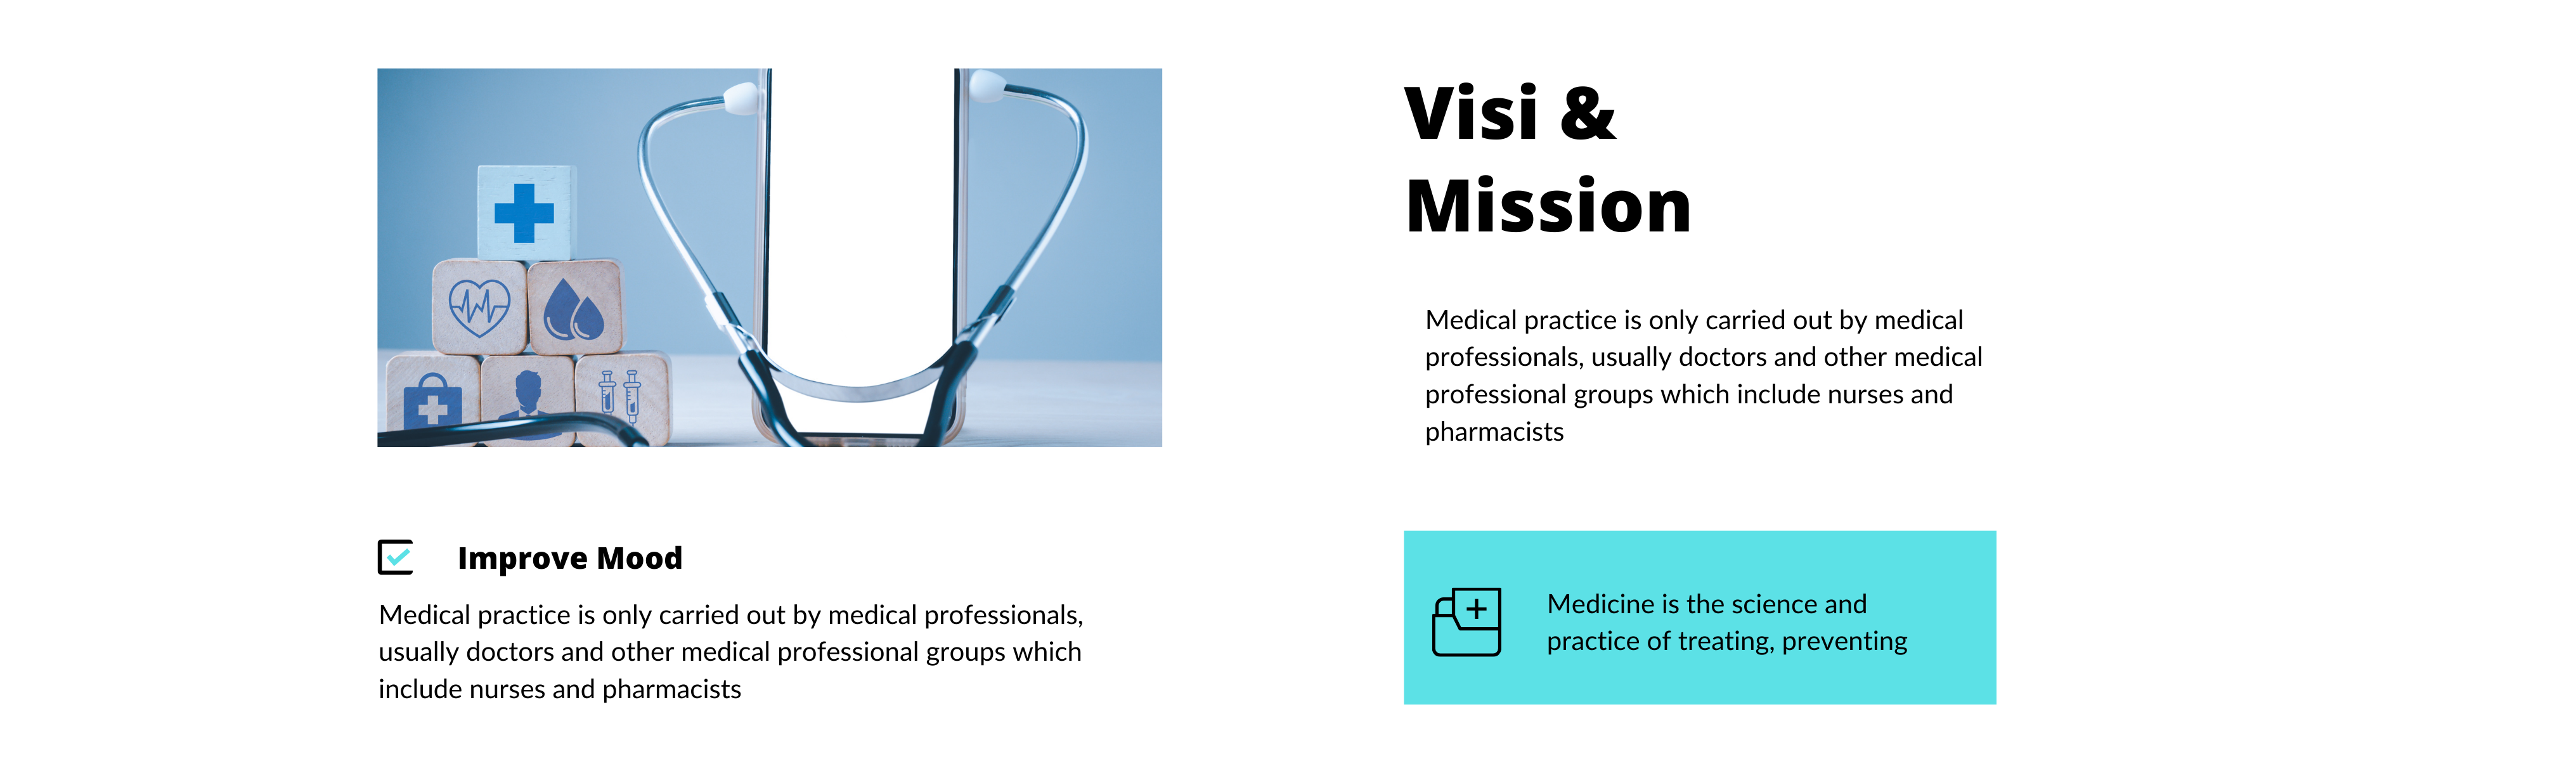 Visi &
Mission
Medical practice is only carried out by medical
professionals, usually doctors and other medical
professional groups which include nurses and
pharmacists
Improve Mood
Medical practice is only carried out by medical professionals,
usually doctors and other medical professional groups which
include nurses and pharmacists
Medicine is the science and
practice of treating, preventing